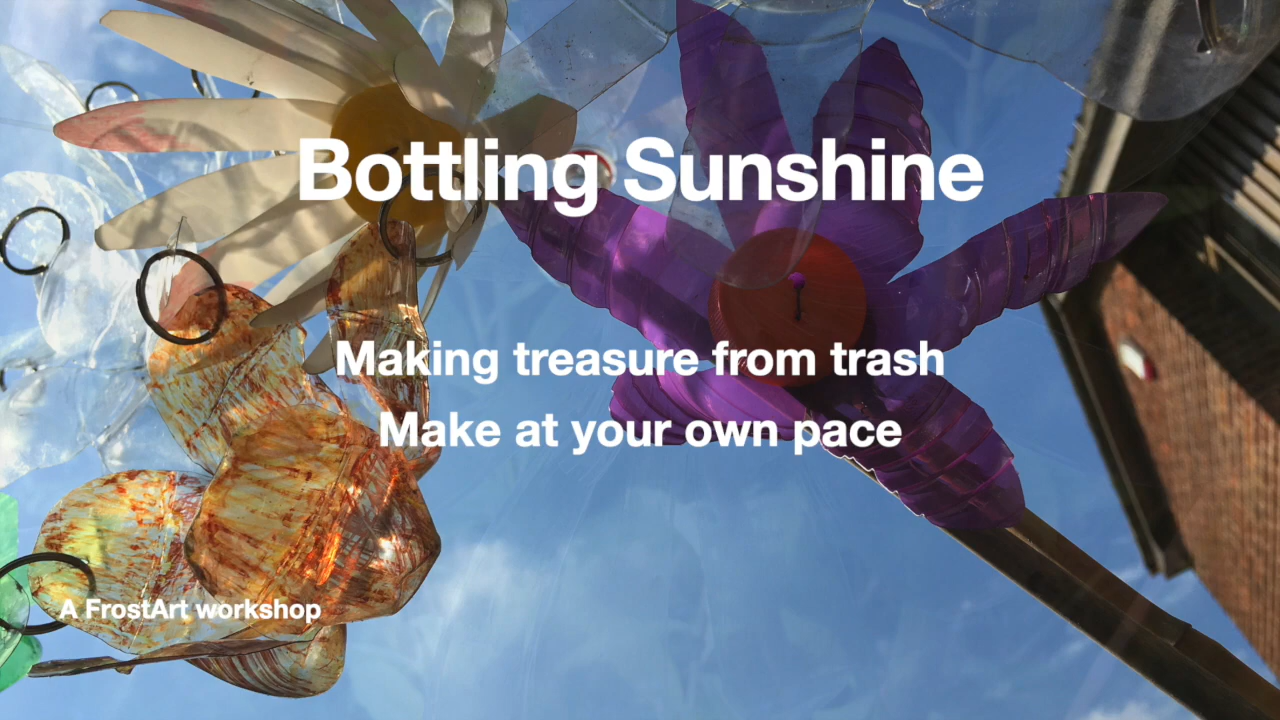 Bottling Sunshine
Making treasure from trash
Make at your own pace
A FrostArt workshop